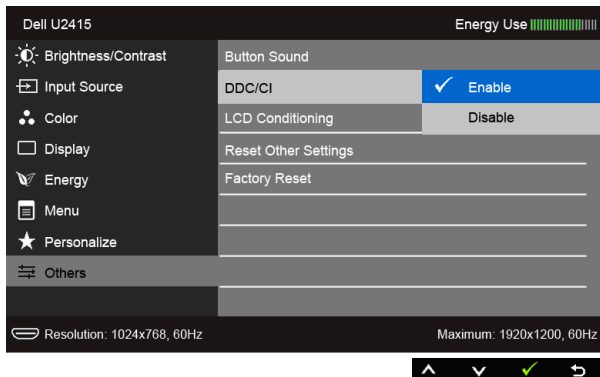 Dell U2415 Energy Use
Brightness/Contrast Button Sound
Input Source DDC/CI Enable
Color LCD Conditioning Disable
Display Reset Other Settings
Energy Factory Reset
Menu
Personalize
Others
Resolution: 1024x768, 60Hz Maximum: 1920x1200, 60Hz